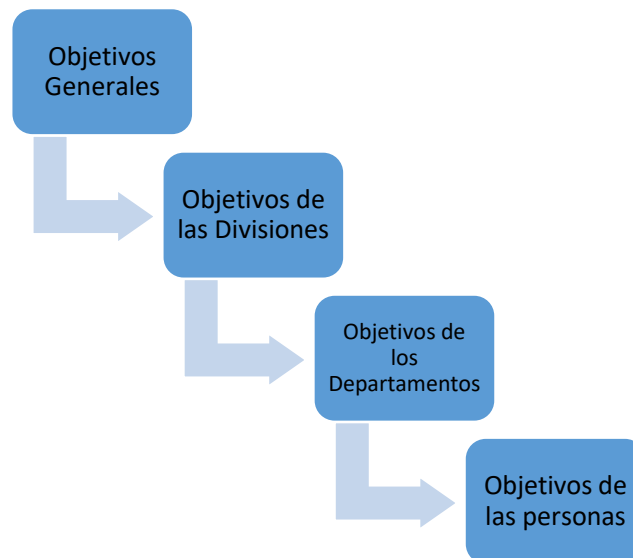 Objetivos
Generales
Objetivos de
las Divisiones
Objetivos de
los
Departamentos
Objetivos de
las personas